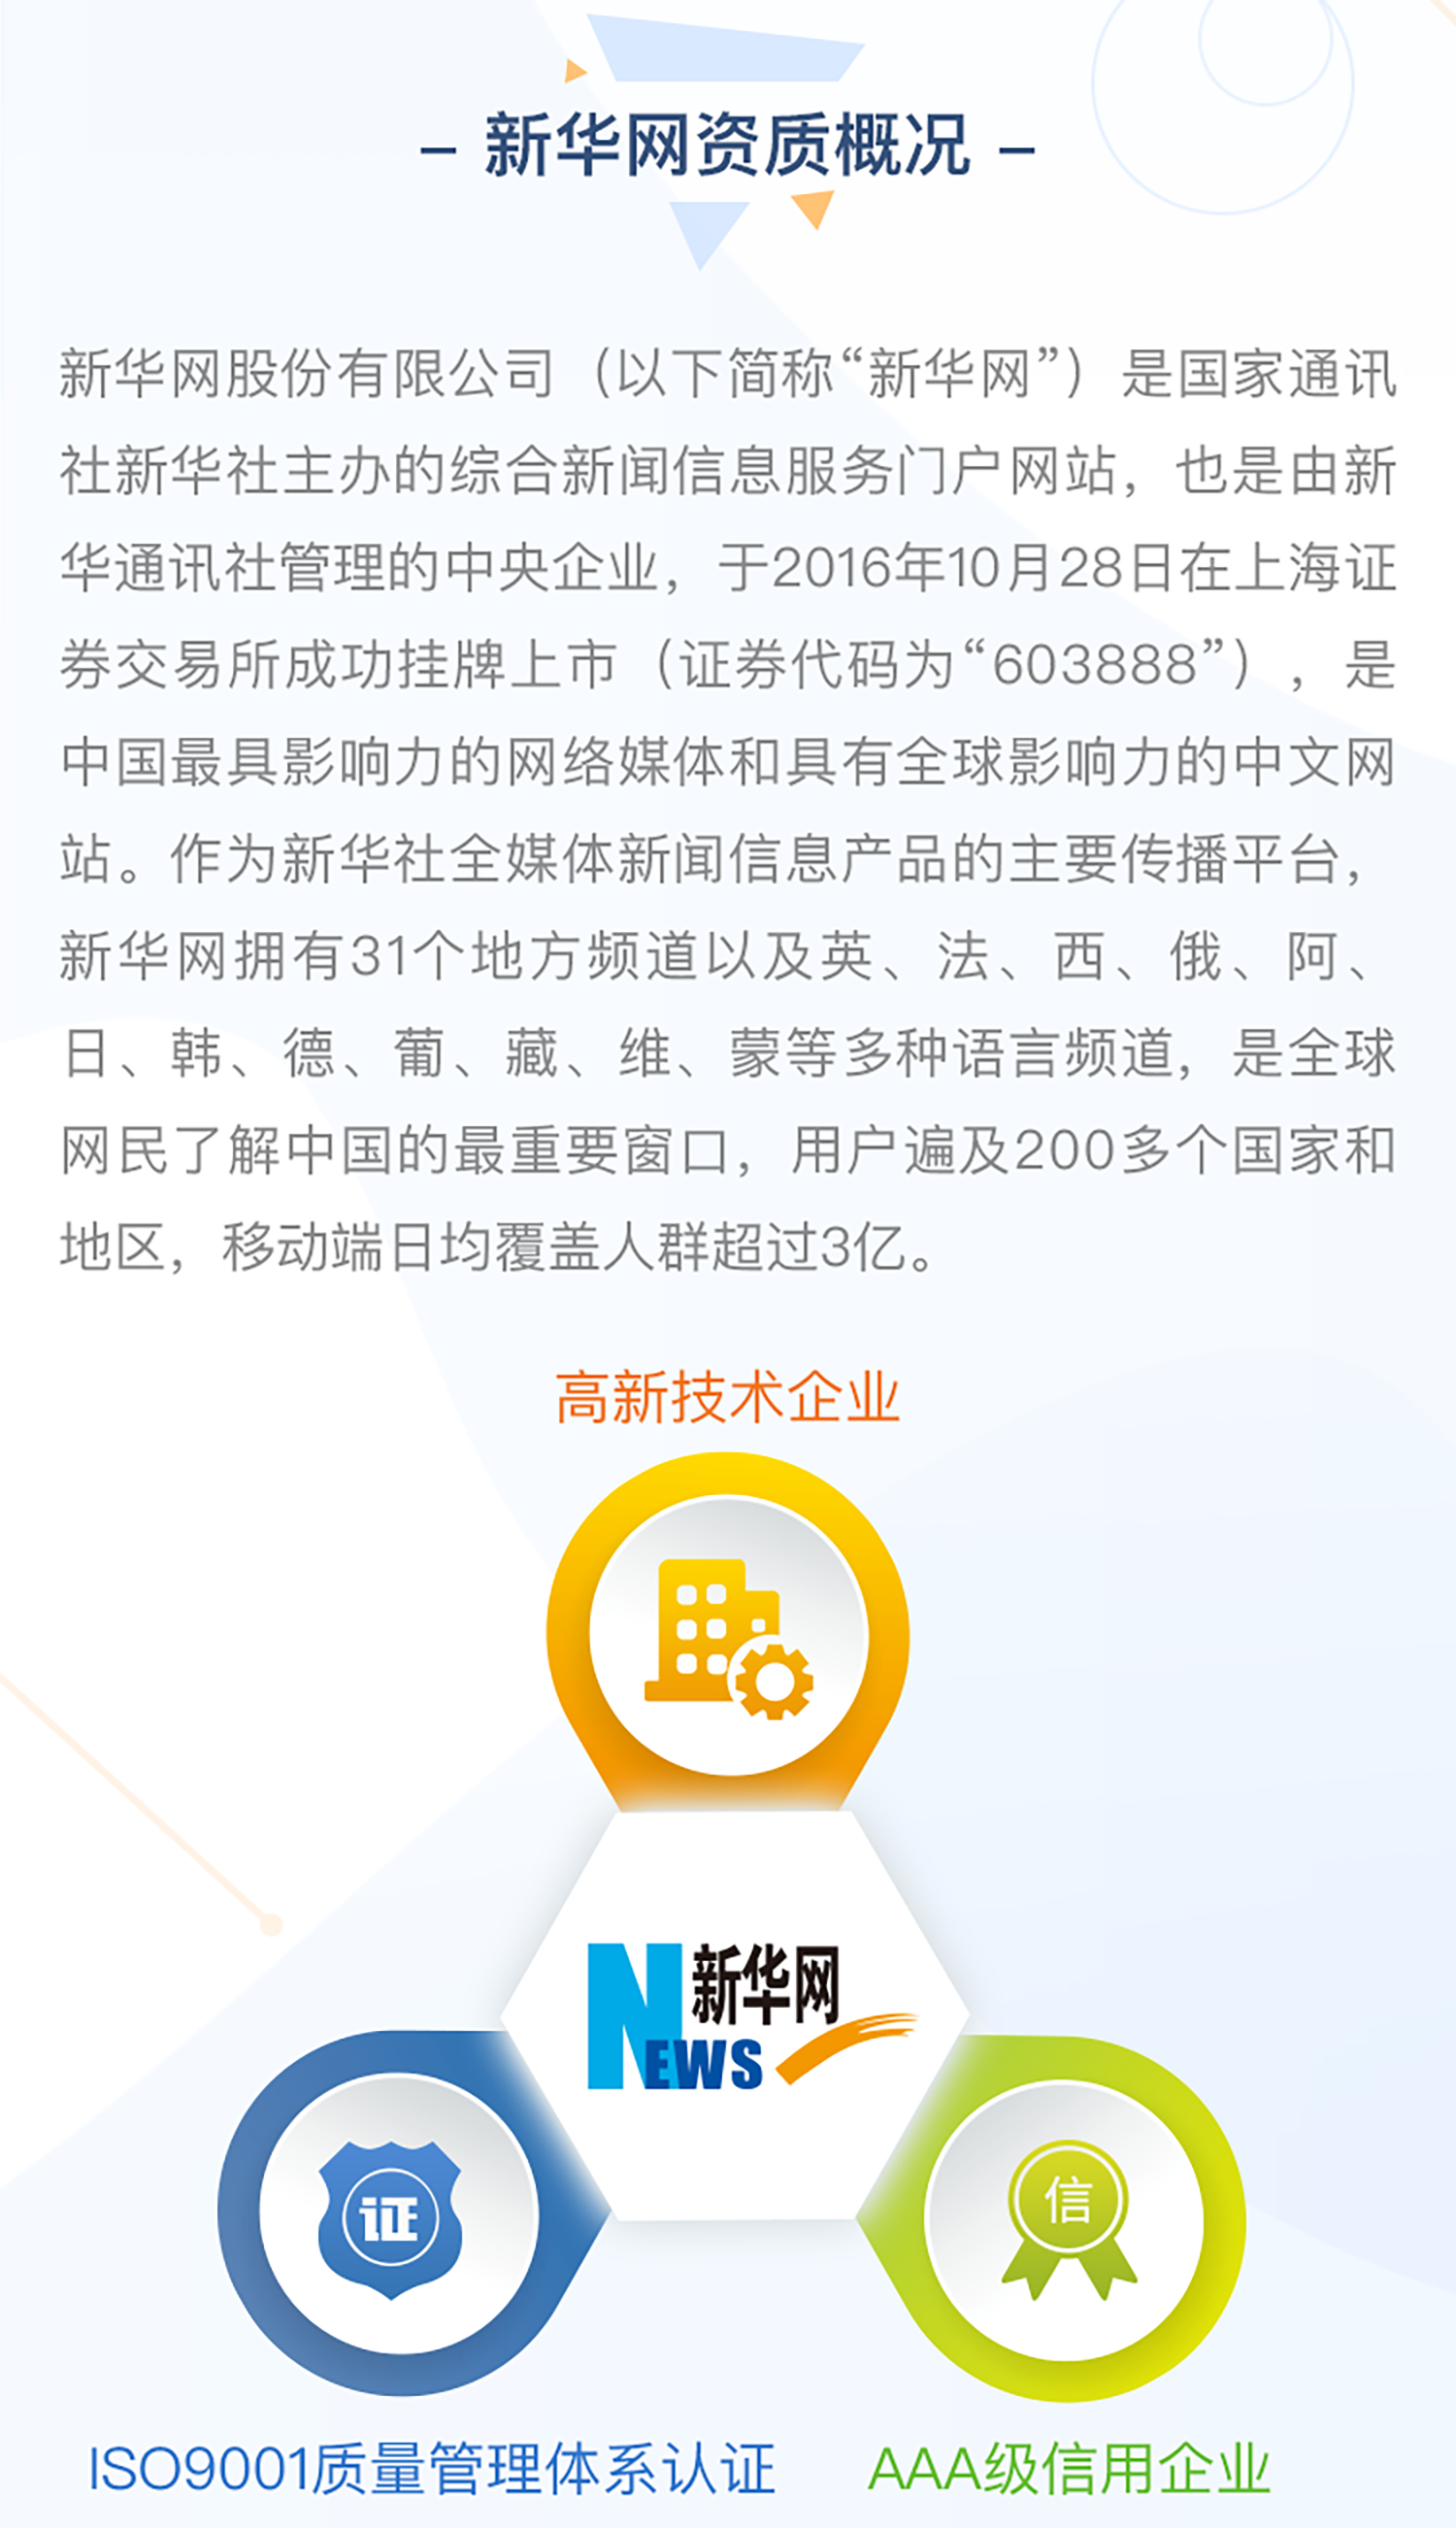 – 新华网资质概况 –
新华网股份有限公司（以下简称“新华网”）是国家通讯
社新华社主办的综合新闻信息服务门户网站，也是由新
华通讯社管理的中央企业，于2016年10月28日在上海证
券交易所成功挂牌上市（证券代码为“603888”），是
中国最具影响力的网络媒体和具有全球影响力的中文网
站。作为新华社全媒体新闻信息产品的主要传播平台，
新华网拥有31个地方频道以及英、法、西、俄、阿、
日、韩、德、葡、藏、维、蒙等多种语言频道，是全球
网民了解中国的最重要窗口，用户遍及200多个国家和
地区，移动端日均覆盖人群超过3亿。
高新技术企业
新华网
NEWS
证
信
ISO9001质量管理体系认证
AAA级信用企业